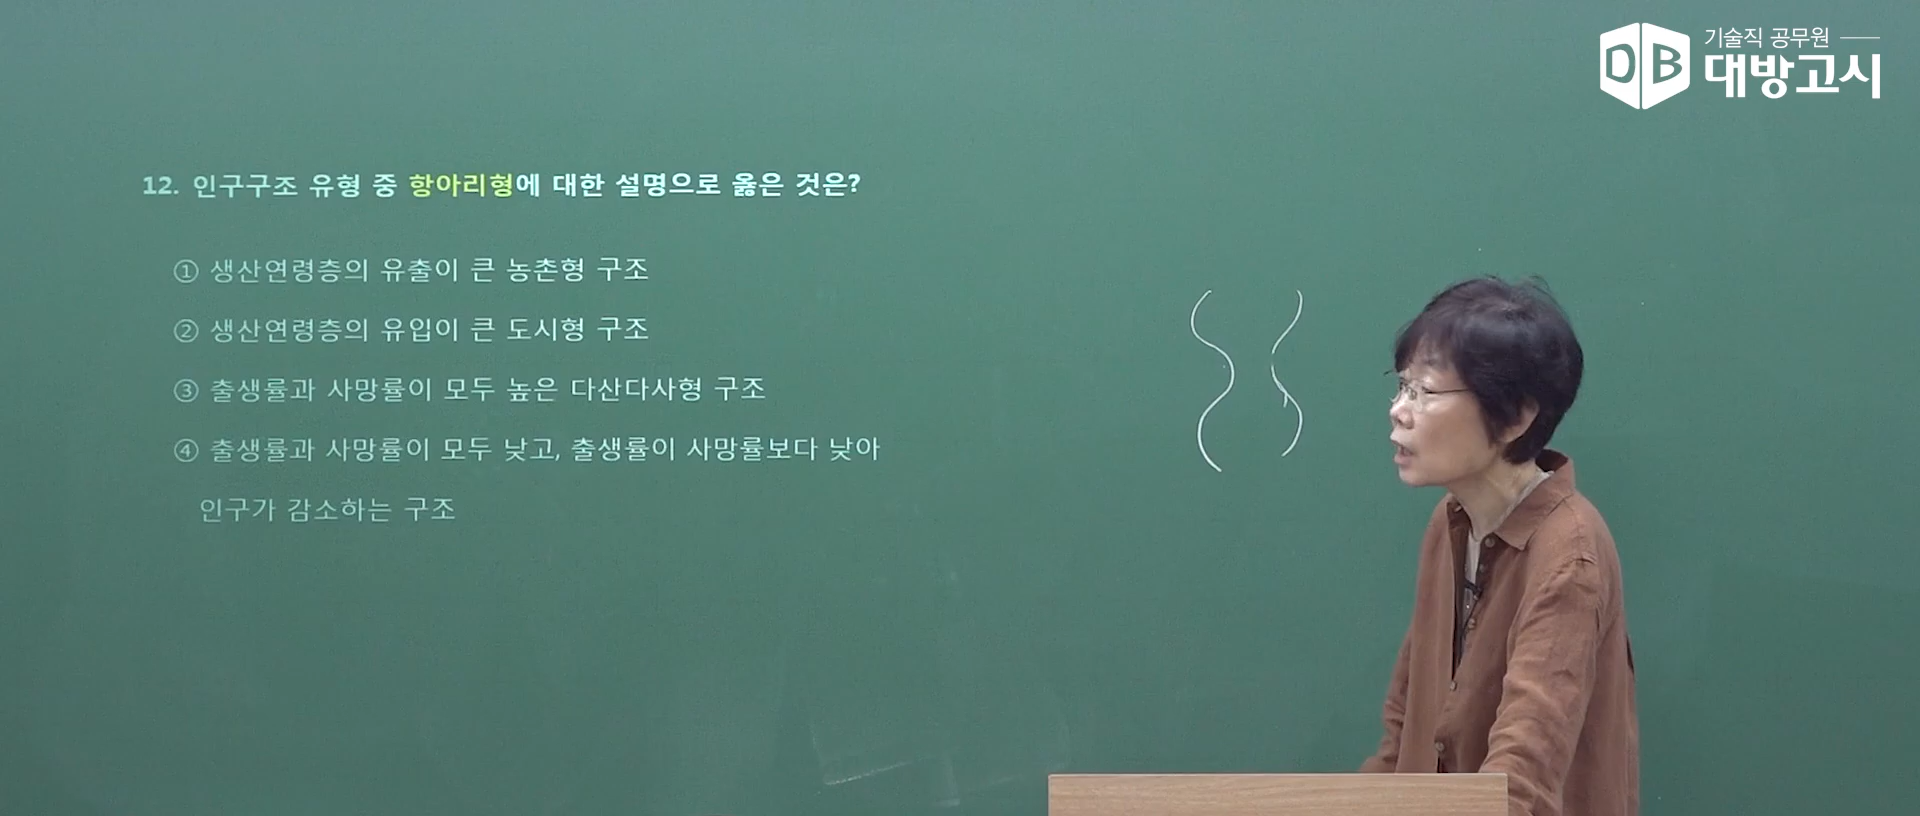 기술직 공무원
DB 대방고시
12. 인구구조 유형 중 항아리형에 대한 설명으로 옳은 것은?
① 생산연령층의 유출이 큰 농촌형 구조
② 생산연령층의 유입이 큰 도시형 구조
③ 출생률과 사망률이 모두 높은 다산다사형 구조
④ 출생률과 사망률이 모두 낮고, 출생률이 사망률보다 낮아
인구가 감소하는 구조